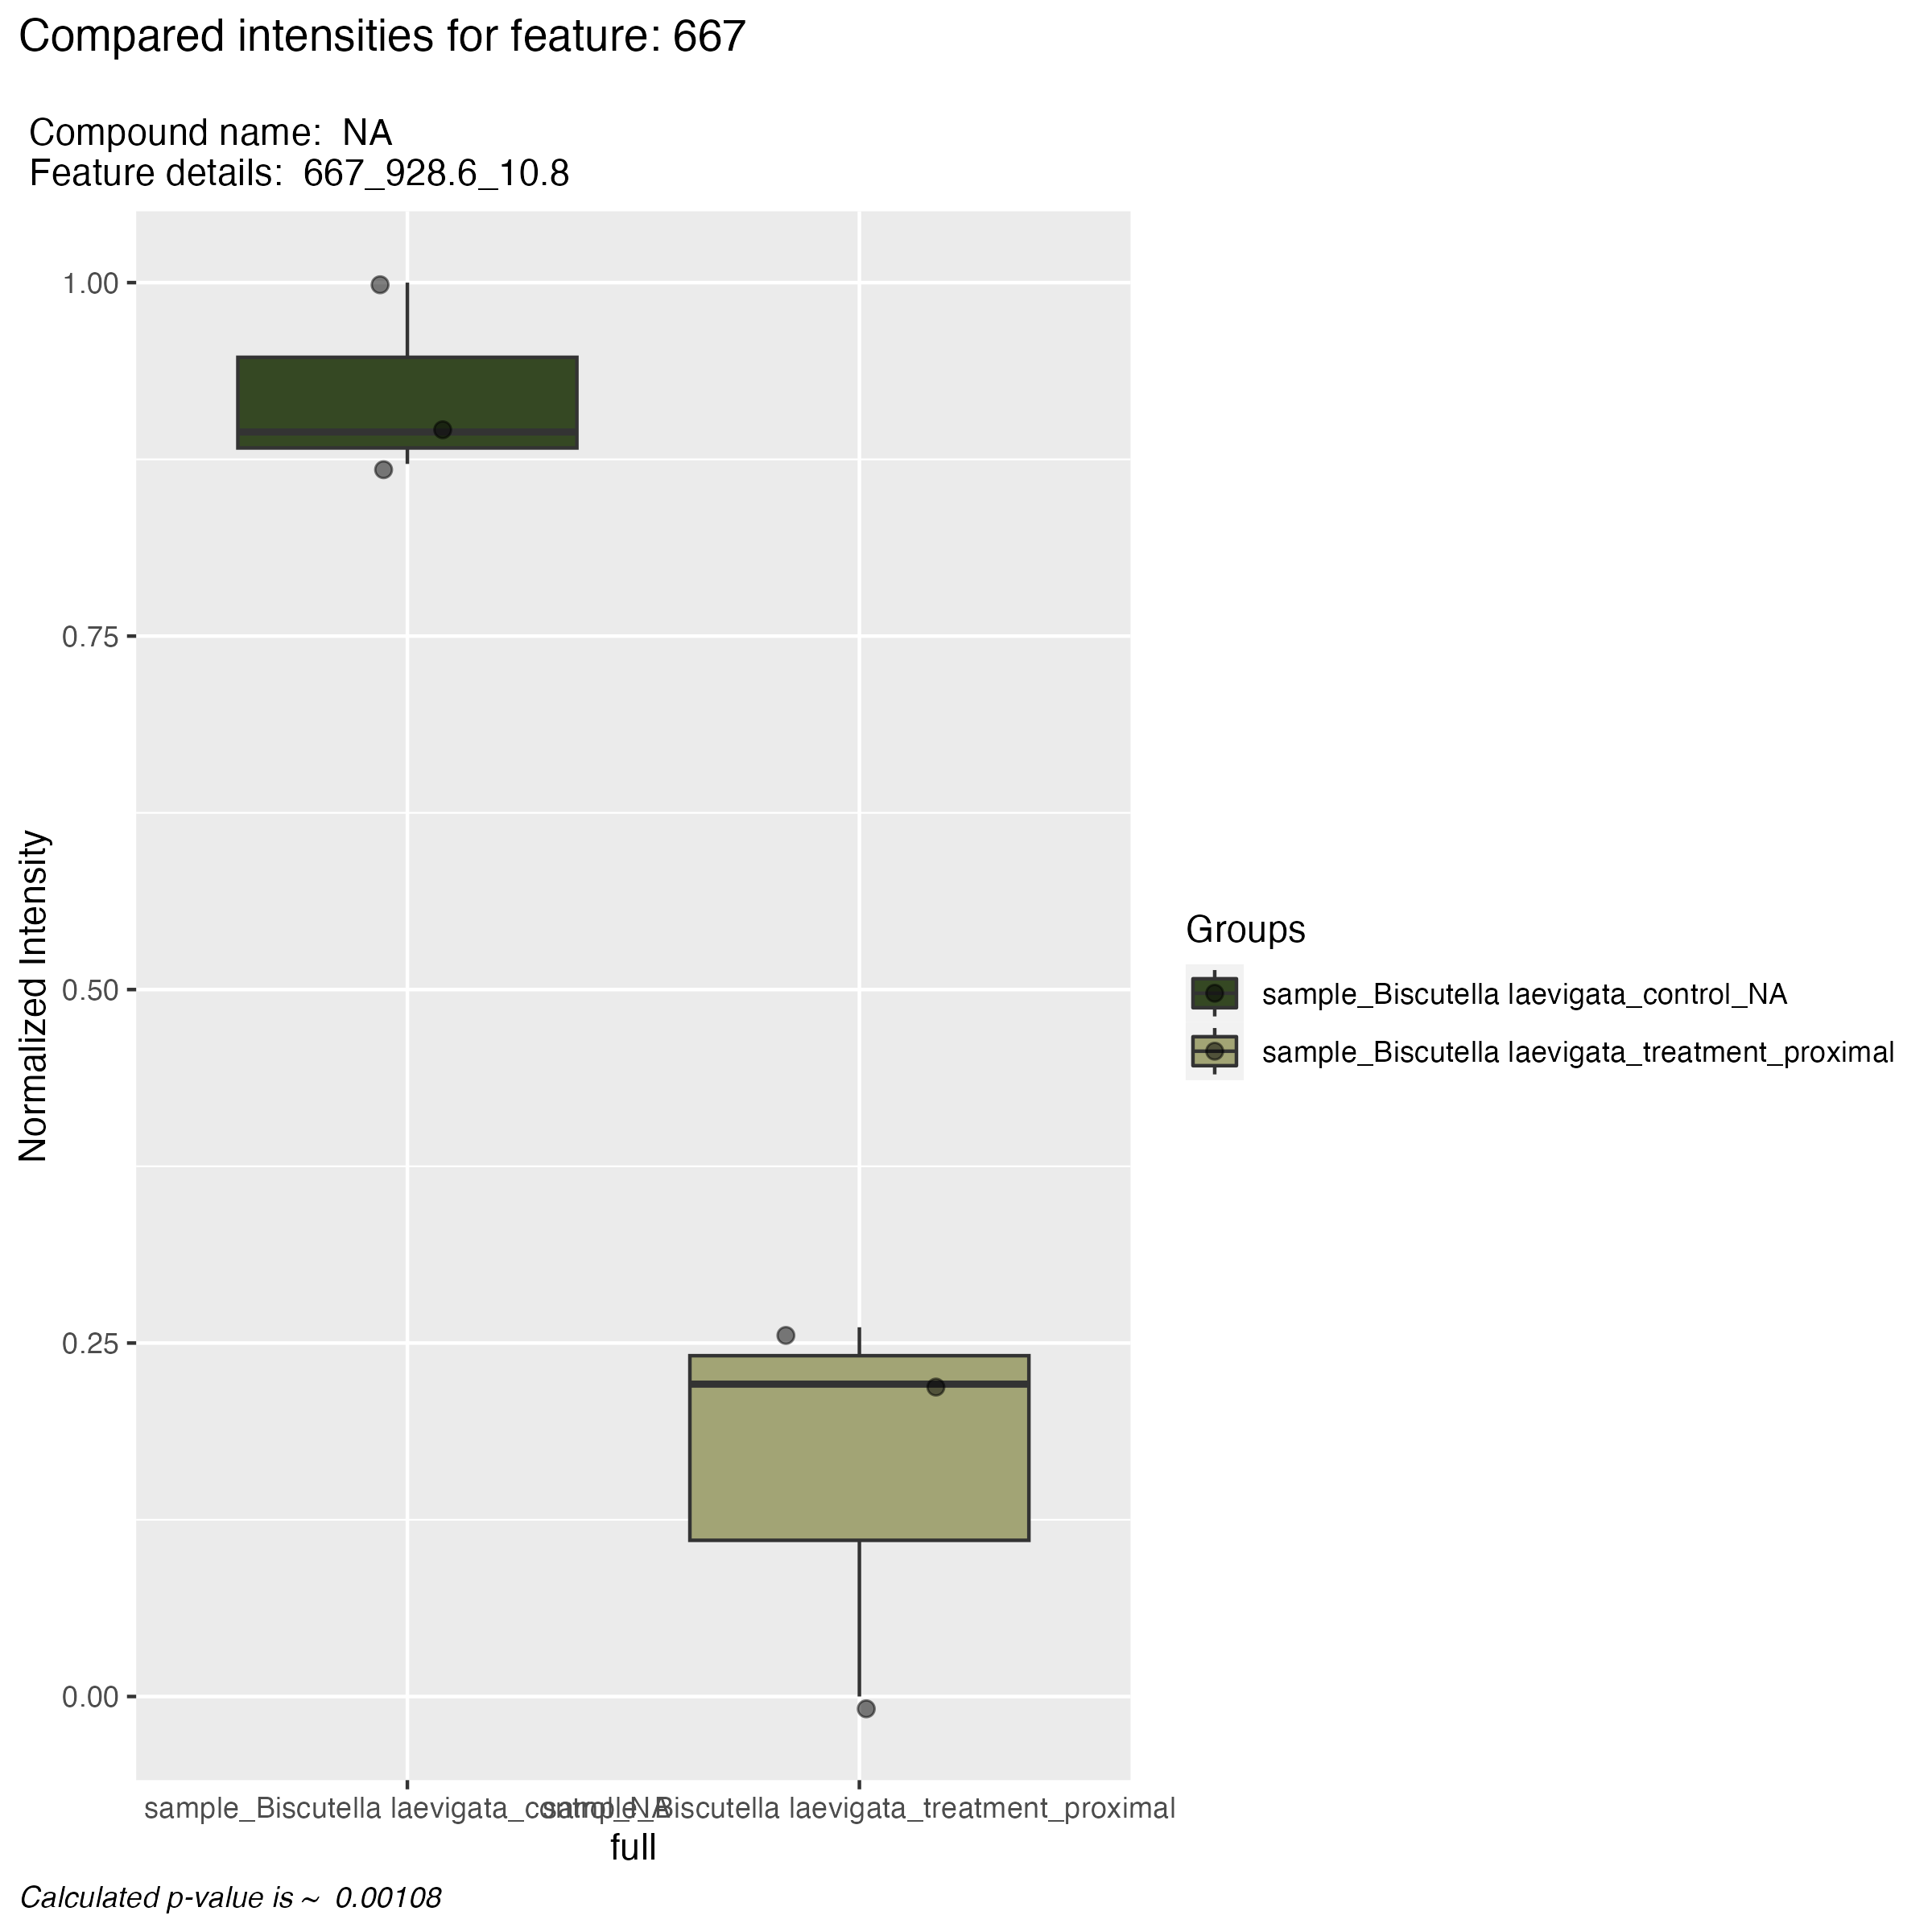 Compared intensities for feature: 667
Compound name:  NA
Feature details:  667_928.6_10.8
Normalized Intensity
1.00
0.75
0.50
0.25
0.00
sample_Biscutella laevigata_control_NA
sample_Biscutella laevigata_treatment_proximal
full
Groups
sample_Biscutella laevigata_control_NA
sample_Biscutella laevigata_treatment_proximal
Calculated p-value is ~  0.00108